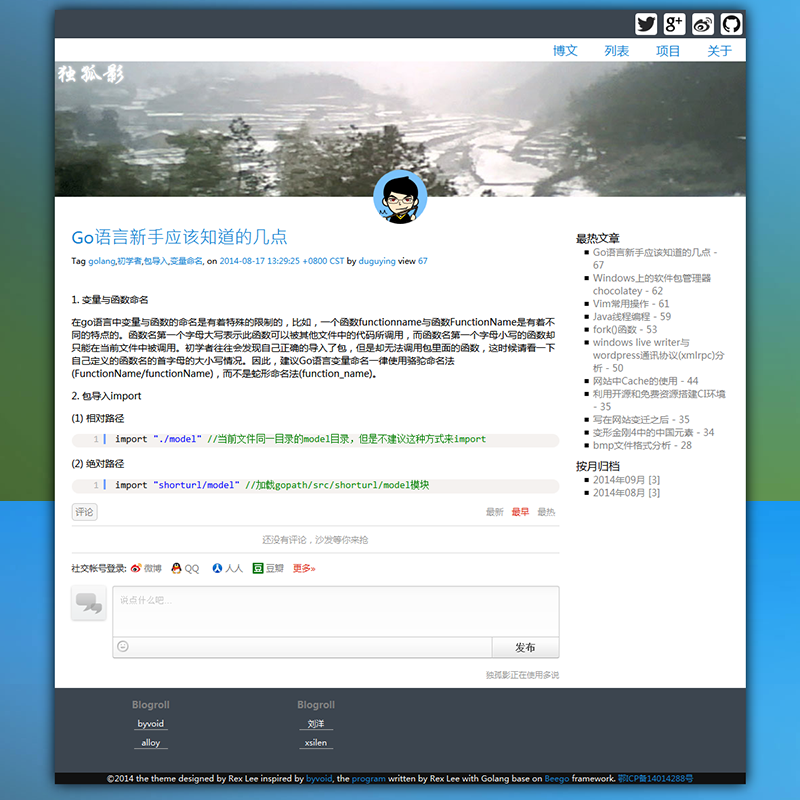 博文 列表 项目 关于
独孤影
Go语言新手应该知道的几点
Tag golang,初学者,包导入,变量命名, on 2014-08-17 13:29:25 +0800 CST by duguying view 67
1. 变量与函数命名
在go语言中变量与函数的命名是有着特殊的限制的，比如，一个函数functionname与函数FunctionName是有着不
同的特点的。函数名第一个字母大写表示此函数可以被其他文件中的代码所调用，而函数名第一个字母小写的函数却
只能在当前文件中被调用。初学者往往会发现自己正确的导入了包，但是却无法调用包里面的函数，这时候请看一下
自己定义的函数名的首字母的大小写情况。因此，建议Go语言变量命名一律使用骆驼命名法
(FunctionName/functionName)，而不是蛇形命名法(function_name)。
2. 包导入import
(1) 相对路径
1 import "./model" //当前文件同一目录的model目录，但是不建议这种方式来import
(2) 绝对路径
1 import "shorturl/model" //加载gopath/src/shorturl/model模块
评论 最新 最早 最热
还没有评论，沙发等你来抢
社交帐号登录: 微博 QQ 人人 豆瓣 更多»
说点什么吧...
发布
独孤影正在使用多说
最热文章
Go语言新手应该知道的几点 -
67
Windows上的软件包管理器
chocolatey - 62
Vim常用操作 - 61
Java线程编程 - 59
fork()函数 - 53
windows live writer与
wordpress通讯协议(xmlrpc)分
析 - 50
网站中Cache的使用 - 44
利用开源和免费资源搭建CI环境
- 35
写在网站变迁之后 - 35
变形金刚4中的中国元素 - 34
bmp文件格式分析 - 28
按月归档
2014年09月 [3]
2014年08月 [3]
Blogroll Blogroll
byvoid 刘洋
alloy xsilen
©2014 the theme designed by Rex Lee inspired by byvoid, the program written by Rex Lee with Golang base on Beego framework. 鄂ICP备14014288号